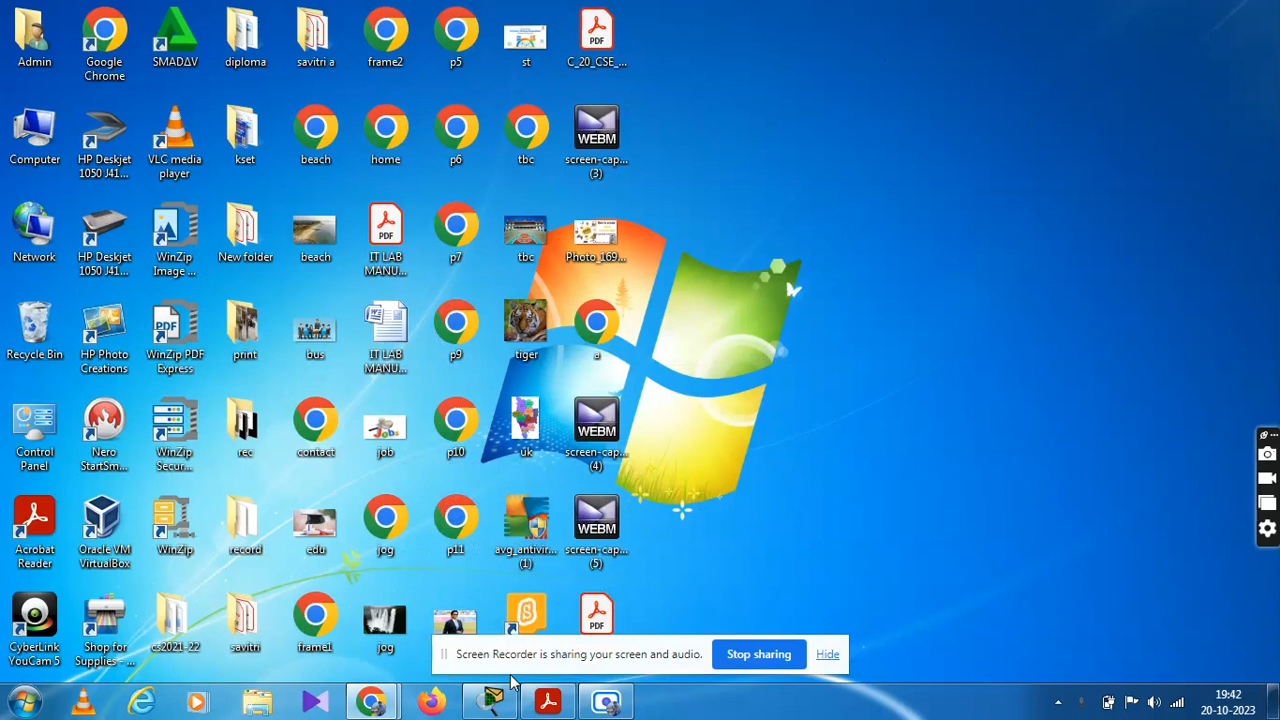 Admin
Google
Chrome
SMADΔV
diploma
savitri a
frame2
p5
st
PDF
C_20_CSE_...
Computer
HP Deskjet
1050 J41...
VLC media
player
kset
beach
home
p6
tbc
WEBM
screen-cap...
(3)
Network
HP Deskjet
1050 J41...
WinZip
Image ...
New folder
beach
PDF
IT LAB
MANU...
p7
tbc
Photo_169...
Recycle Bin
HP Photo
Creations
PDF
WinZip PDF
Express
print
bus
IT LAB
MANU...
p9
tiger
a
Control
Panel
Nero
StartSm...
WinZip
Secur...
rec
contact
Jobs
job
p10
uk
WEBM
screen-cap...
(4)
Acrobat
Reader
Oracle VM
VirtualBox
WinZip
record
edu
jog
p11
avg_antivir...
(1)
WEBM
screen-cap...
(5)
CyberLink
YouCam 5
Shop for
Supplies - ...
cs2021-22
savitri
frame1
jog
PDF
Screen Recorder is sharing your screen and audio.
Stop sharing
Hide
19:42
20-10-2023